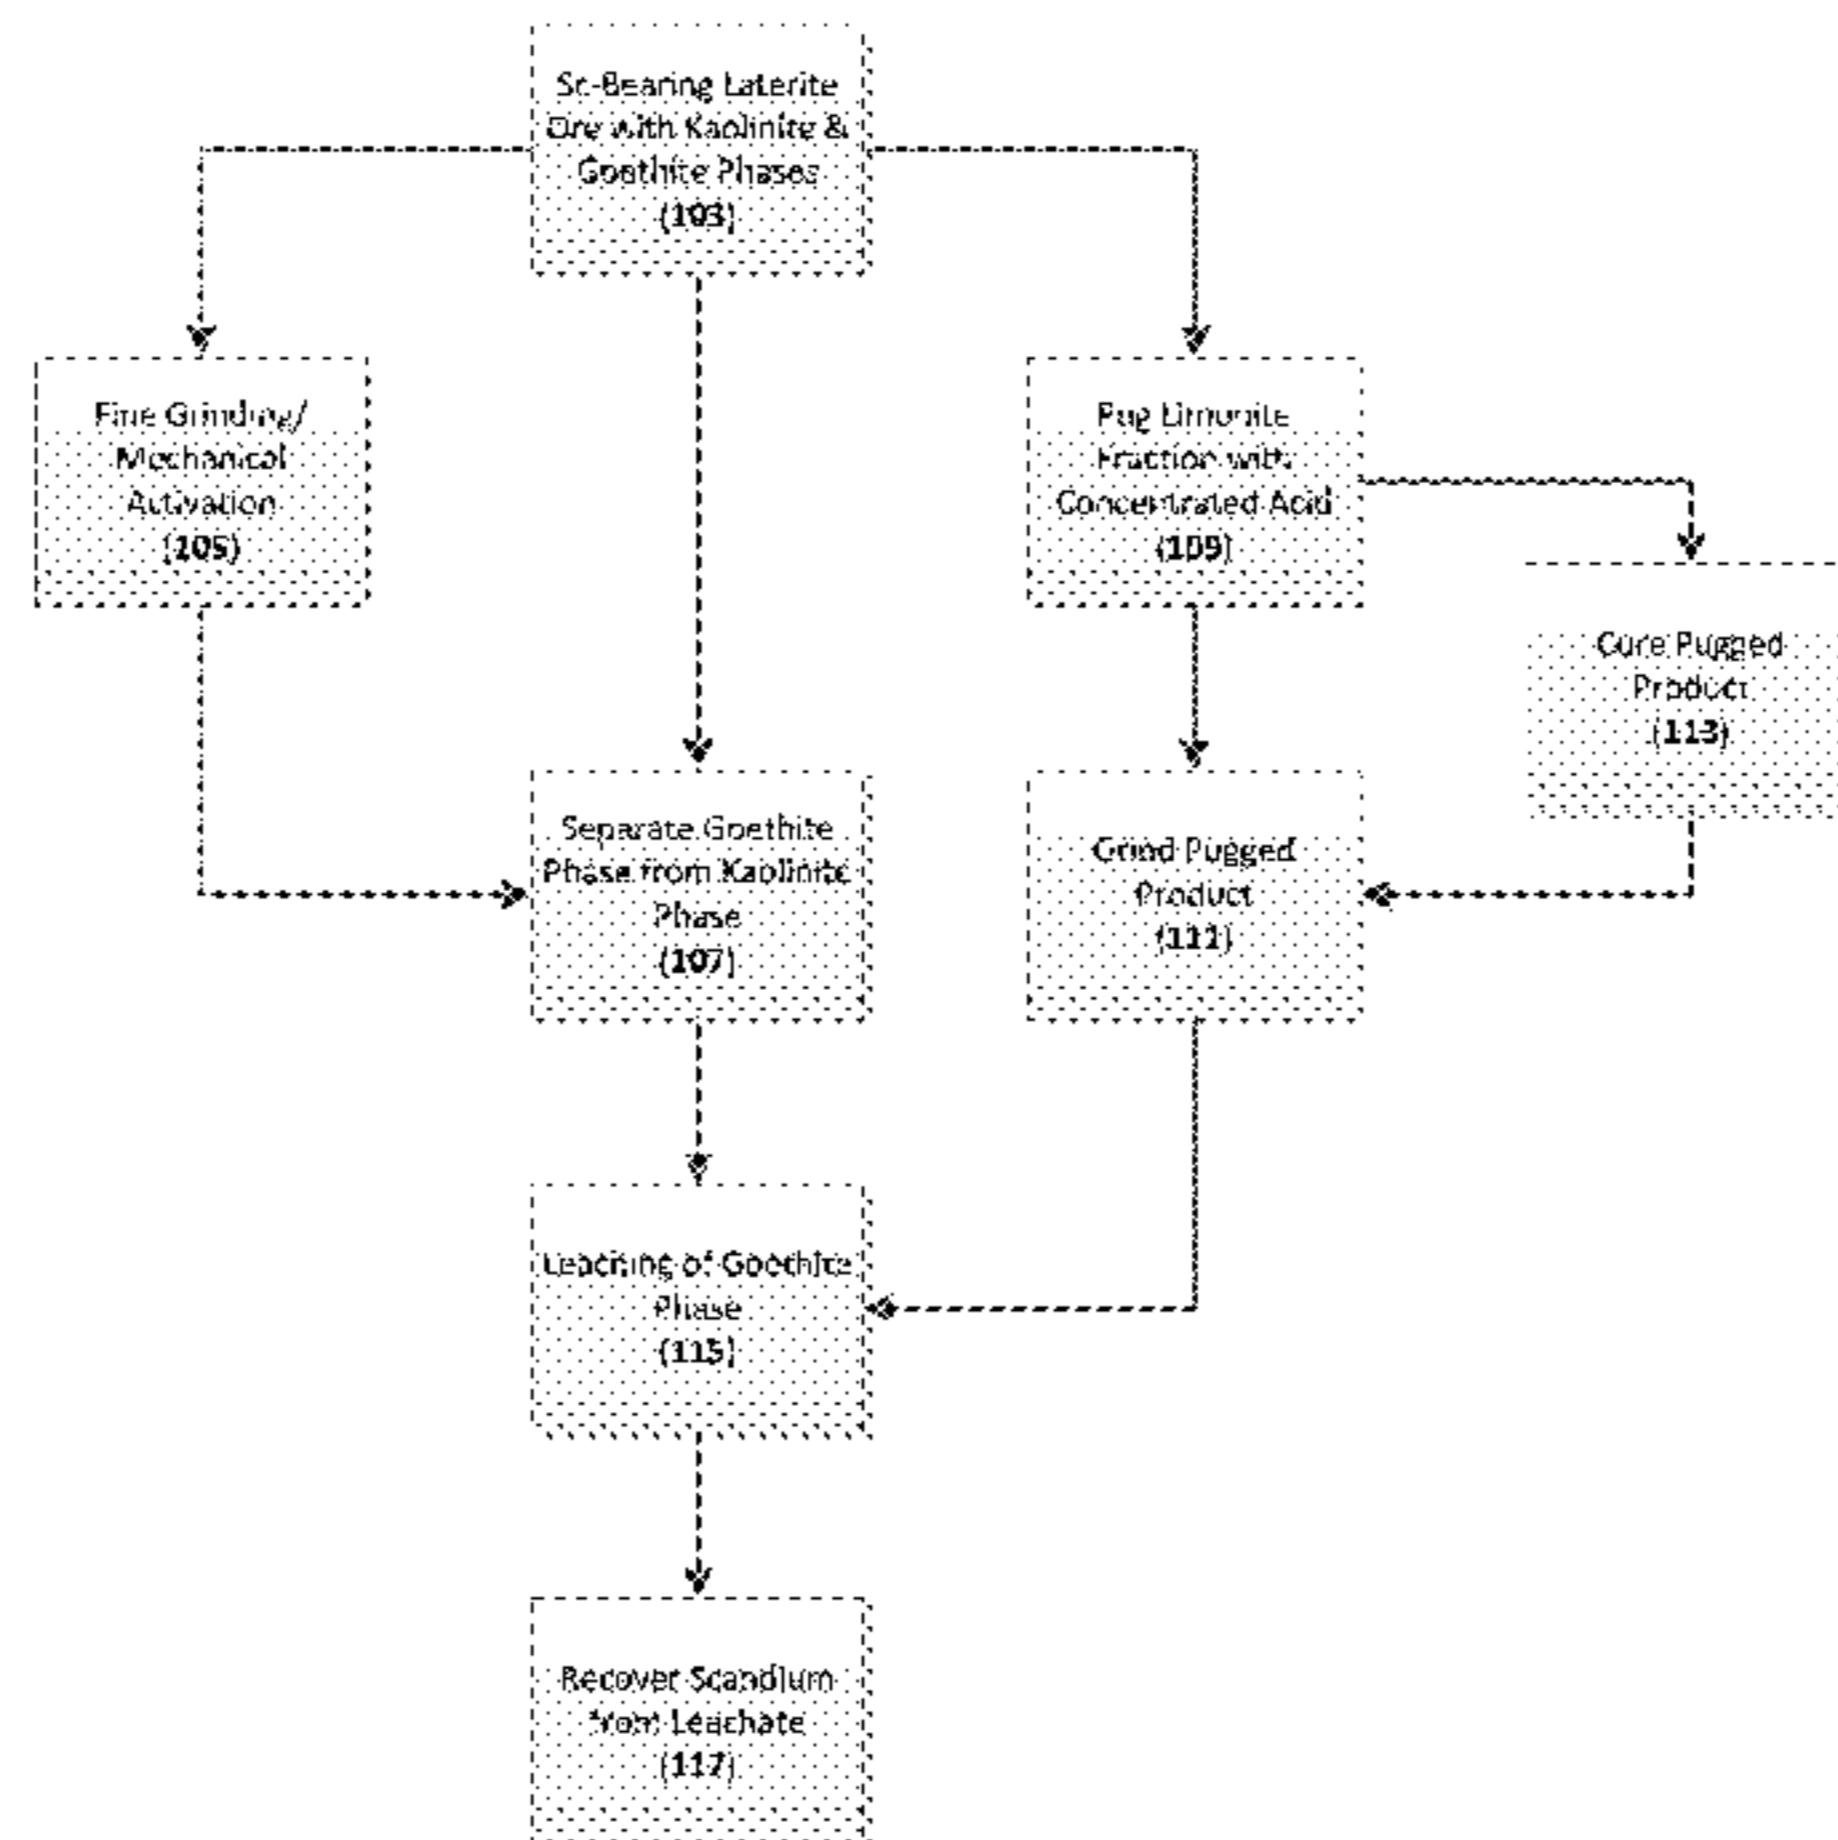 Sc-Bearing Laterite
Ore with Kaolinite &
Goethite Phases
(103)
Fine Grinding/
Mechanical
Activation
(105)
Pug Limonite
Fraction with
Concentrated Acid
(109)
Cure Pugged
Product
(113)
Separate Goethite
Phase from Kaolinite
Phase
(107)
Grind Pugged
Product
(111)
Leaching of Goethite
Phase
(115)
Recover Scandium
from Leachate
(117)